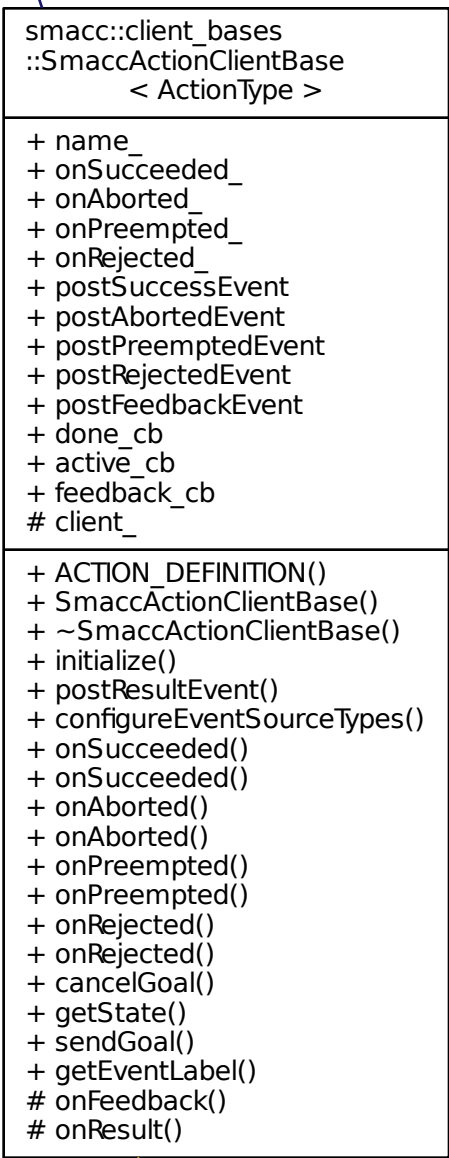 smacc::client_bases
::SmaccActionClientBase
< ActionType >
+ name_
+ onSucceeded_
+ onAborted_
+ onPreempted_
+ onRejected_
+ postSuccessEvent
+ postAbortedEvent
+ postPreemptedEvent
+ postRejectedEvent
+ postFeedbackEvent
+ done_cb
+ active_cb
+ feedback_cb
# client_
+ ACTION_DEFINITION()
+ SmaccActionClientBase()
+ ~SmaccActionClientBase()
+ initialize()
+ postResultEvent()
+ configureEventSourceTypes()
+ onSucceeded()
+ onSucceeded()
+ onAborted()
+ onAborted()
+ onPreempted()
+ onPreempted()
+ onRejected()
+ onRejected()
+ cancelGoal()
+ getState()
+ sendGoal()
+ getEventLabel()
# onFeedback()
# onResult()